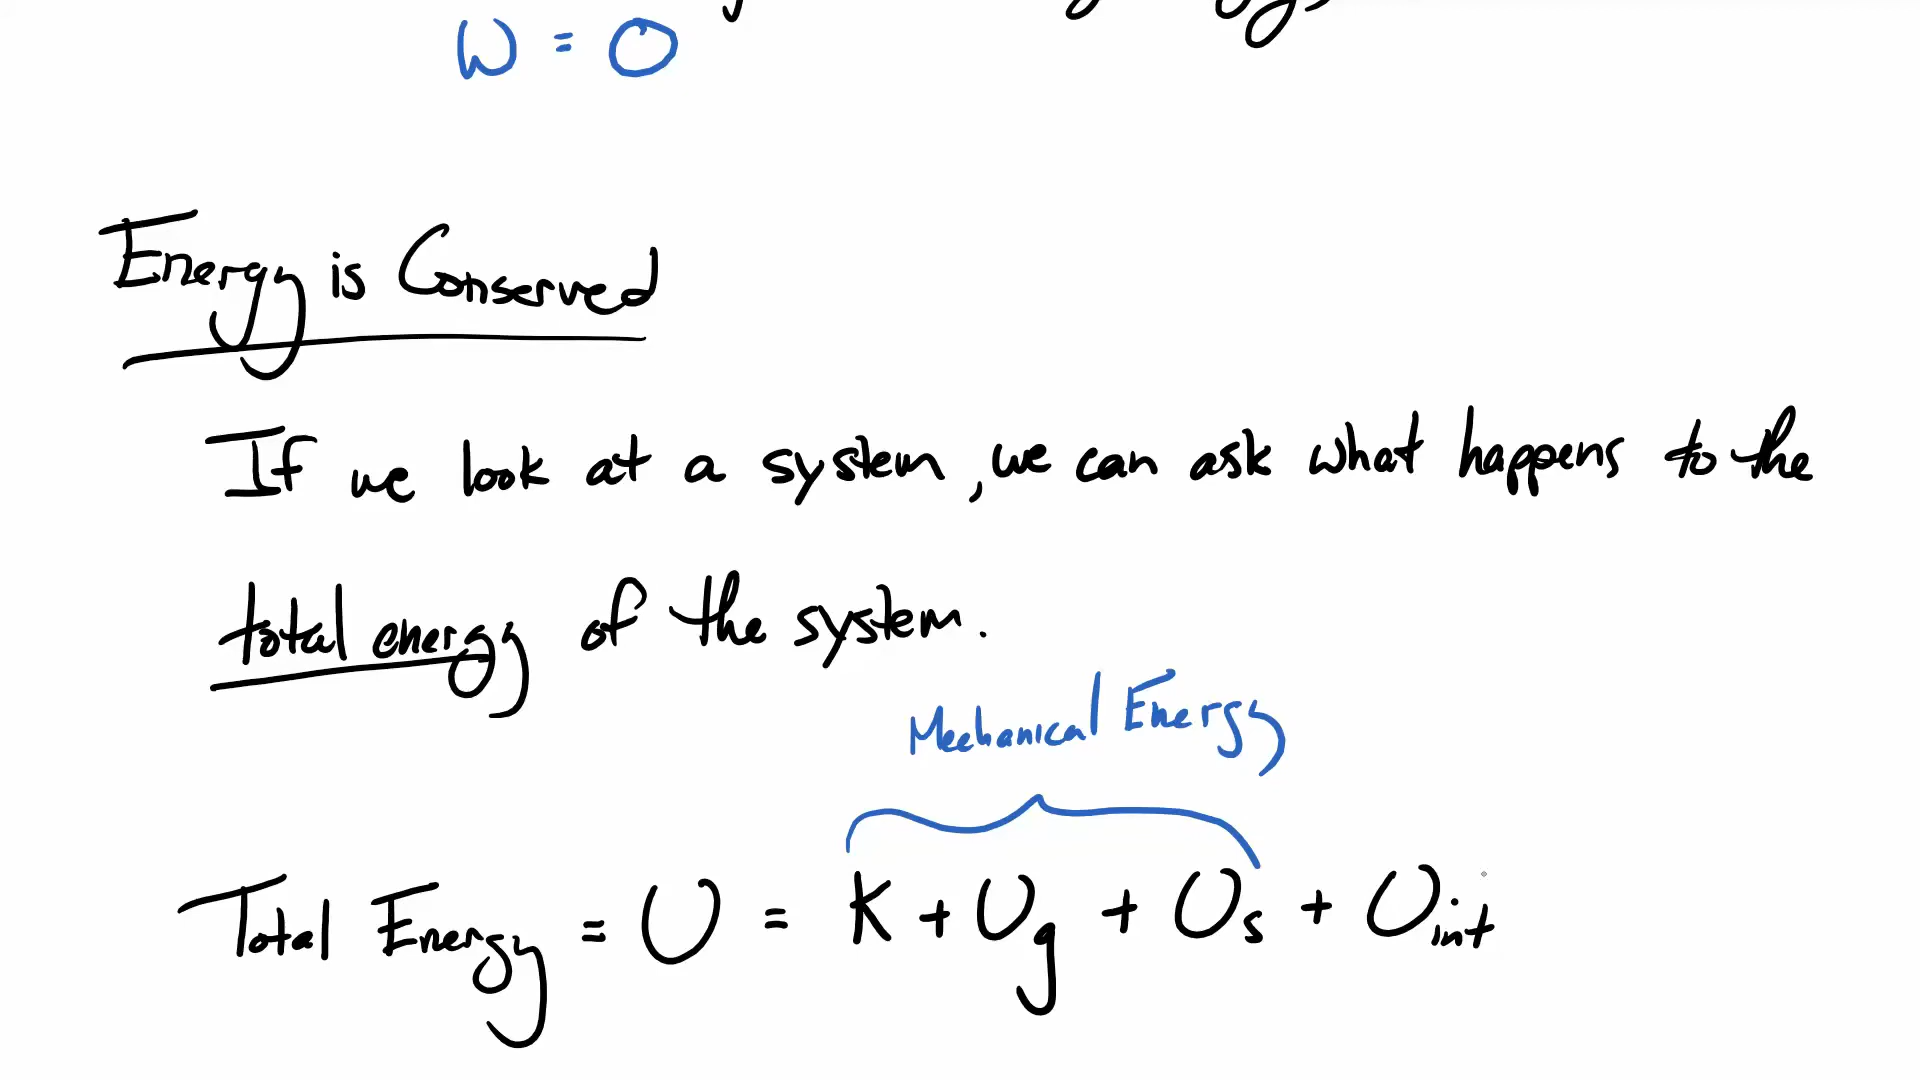 W = 0
Energy is Conserved
If we look at a system, we can ask what happens to the
total energy of the system.
Mechanical Energy
Total Energy = U = K + Ug + Us + Uint